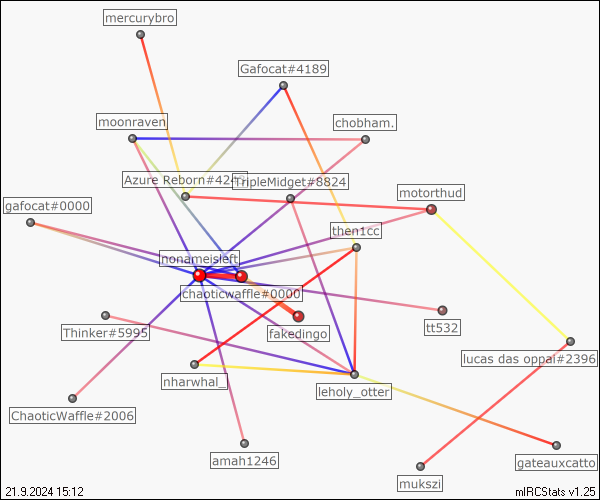 mercurybro
Gafocat#4189
moonraven
chobham.
Azure Reborn#424
TripleMidget#8824
motorthud
gafocat#0000
then1cc
nonameisleft
chaoticwaffle#0000
tt532
Thinker#5995
fakedingo
lucas das oppai#2396
nharwhal_
leholy_otter
ChaoticWaffle#2006
amah1246
gateauxcatto
mukszi
21.9.2024 15:12
mIRCStats v1.25